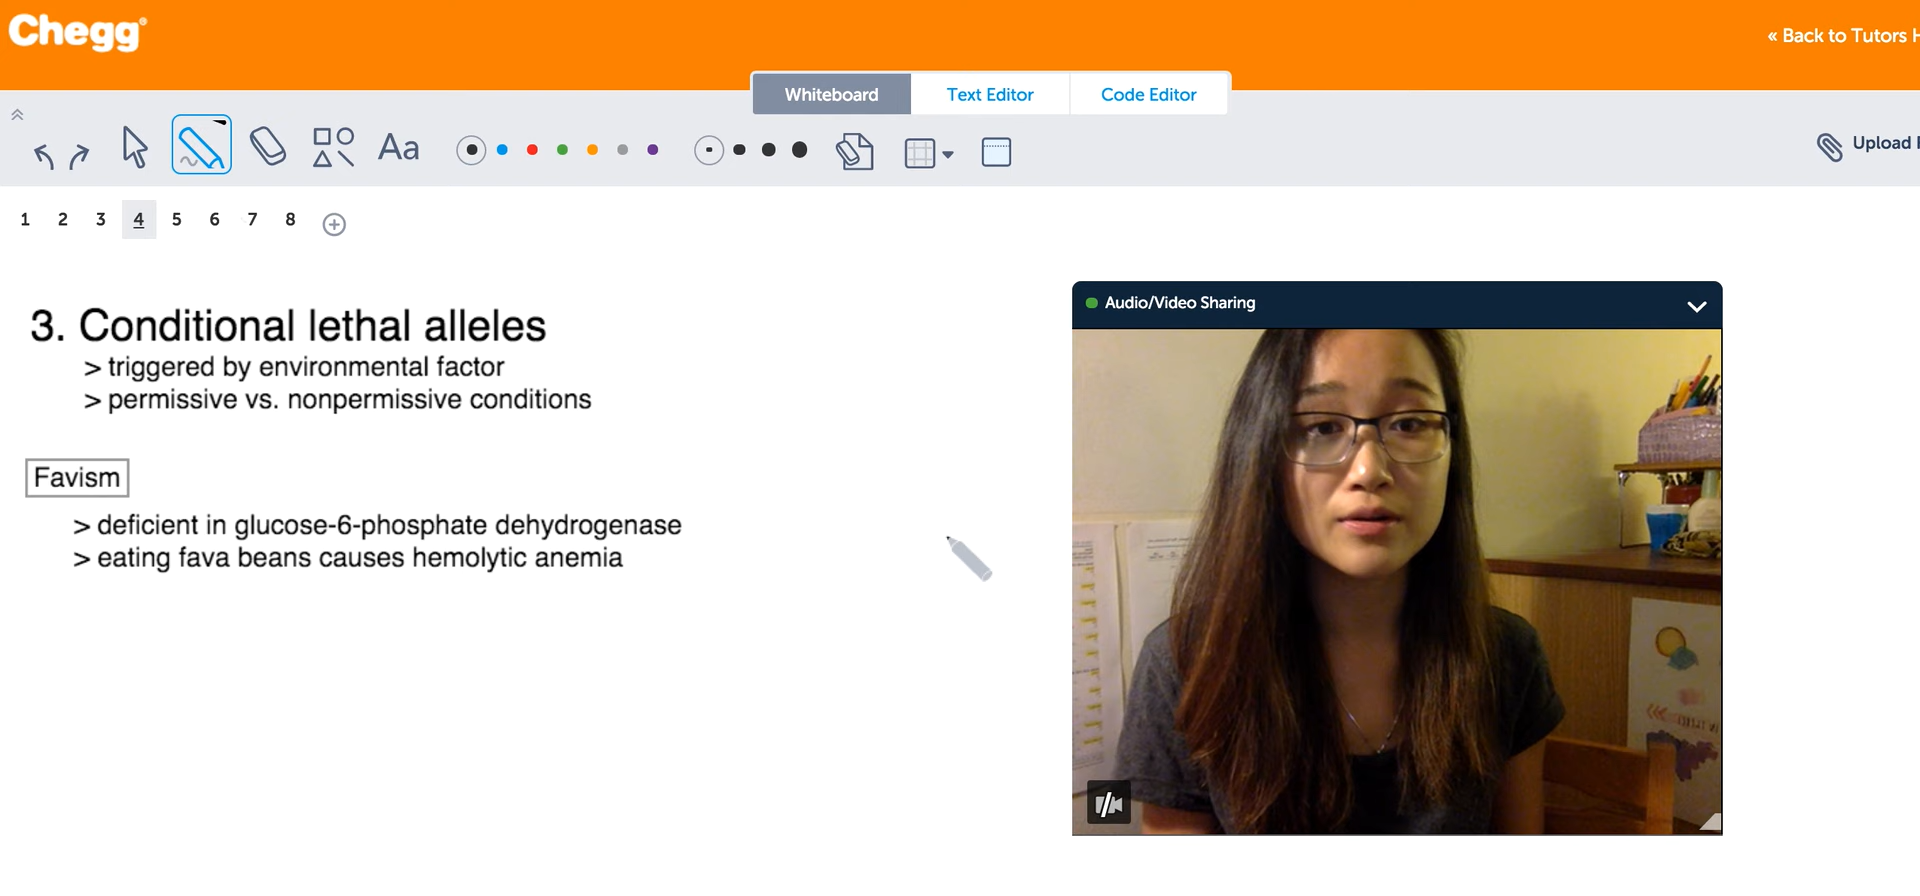 Chegg
« Back to Tutors H
Whiteboard
Text Editor
Code Editor
Aa
Upload
1 2 3 4 5 6 7 8
3. Conditional lethal alleles
> triggered by environmental factor
> permissive vs. nonpermissive conditions
Favism
> deficient in glucose-6-phosphate dehydrogenase
> eating fava beans causes hemolytic anemia
Audio/Video Sharing